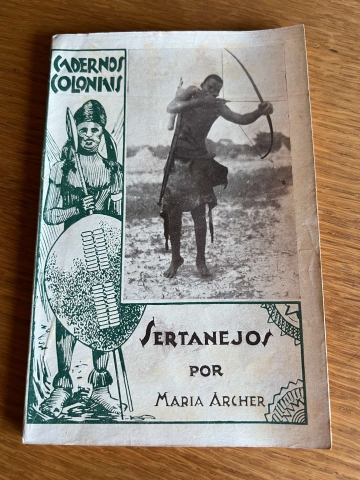 CADERNOS
COLONIAIS
SERTANEJOS
POR
MARIA ARCHER